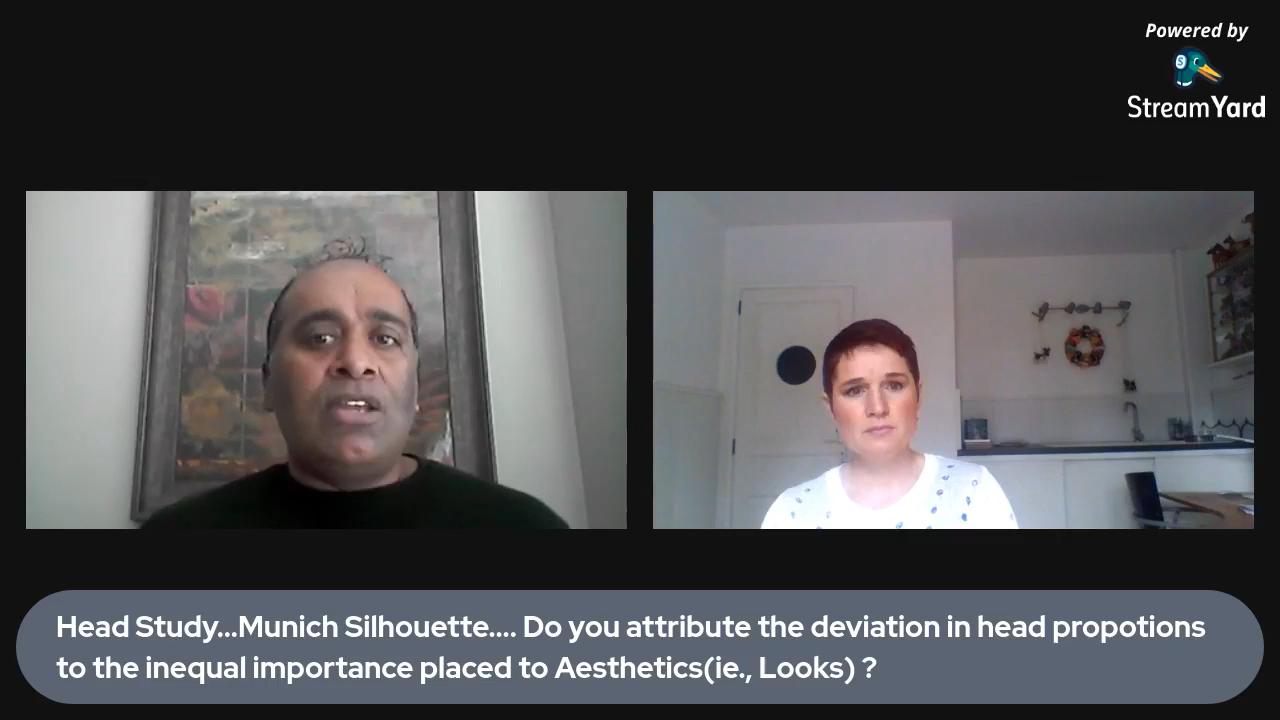 Powered by
StreamYard
Head Study...Munich Silhouette.... Do you attribute the deviation in head propotions
to the inequal importance placed to Aesthetics(ie., Looks) ?